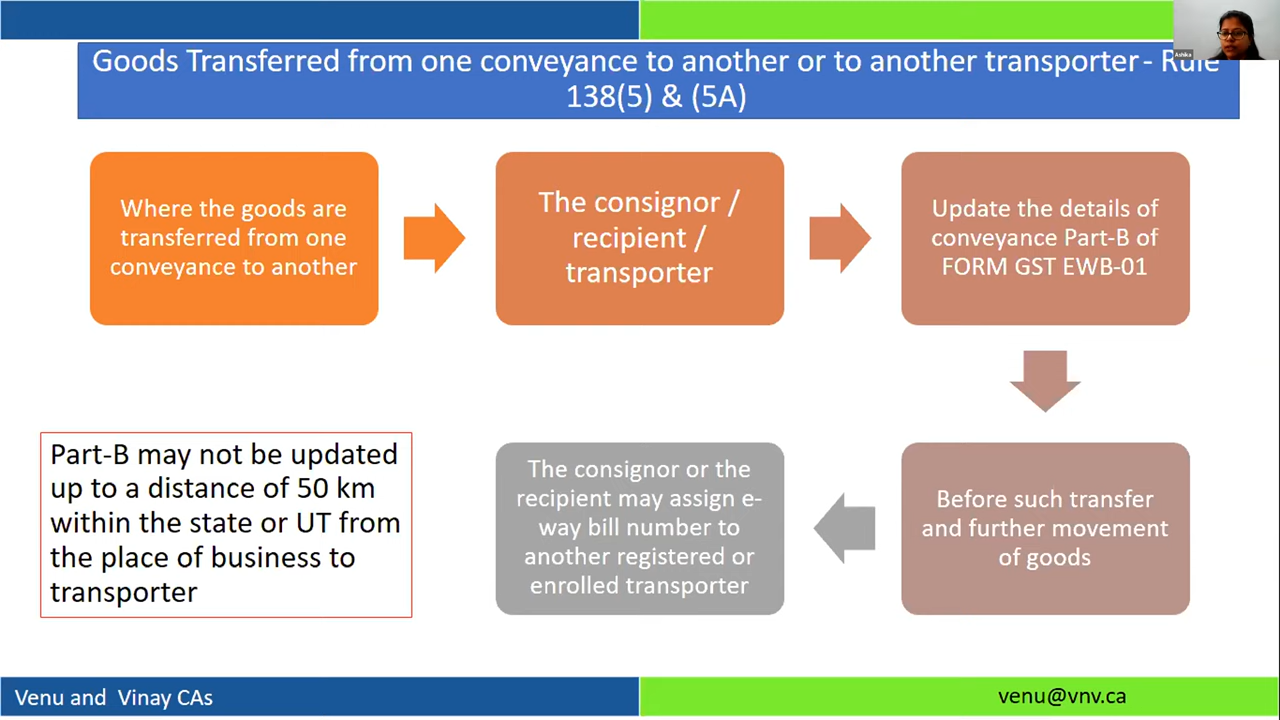 Ashika
Goods Transferred from one conveyance to another or to another transporter - Rule
138(5) & (5A)
Where the goods are
transferred from one
conveyance to another
The consignor /
recipient /
transporter
Update the details of
conveyance Part-B of
FORM GST EWB-01
Before such transfer
and further movement
of goods
The consignor or the
recipient may assign e-
way bill number to
another registered or
enrolled transporter
Part-B may not be updated
up to a distance of 50 km
within the state or UT from
the place of business to
transporter
Venu and Vinay CAs
venu@vnv.ca